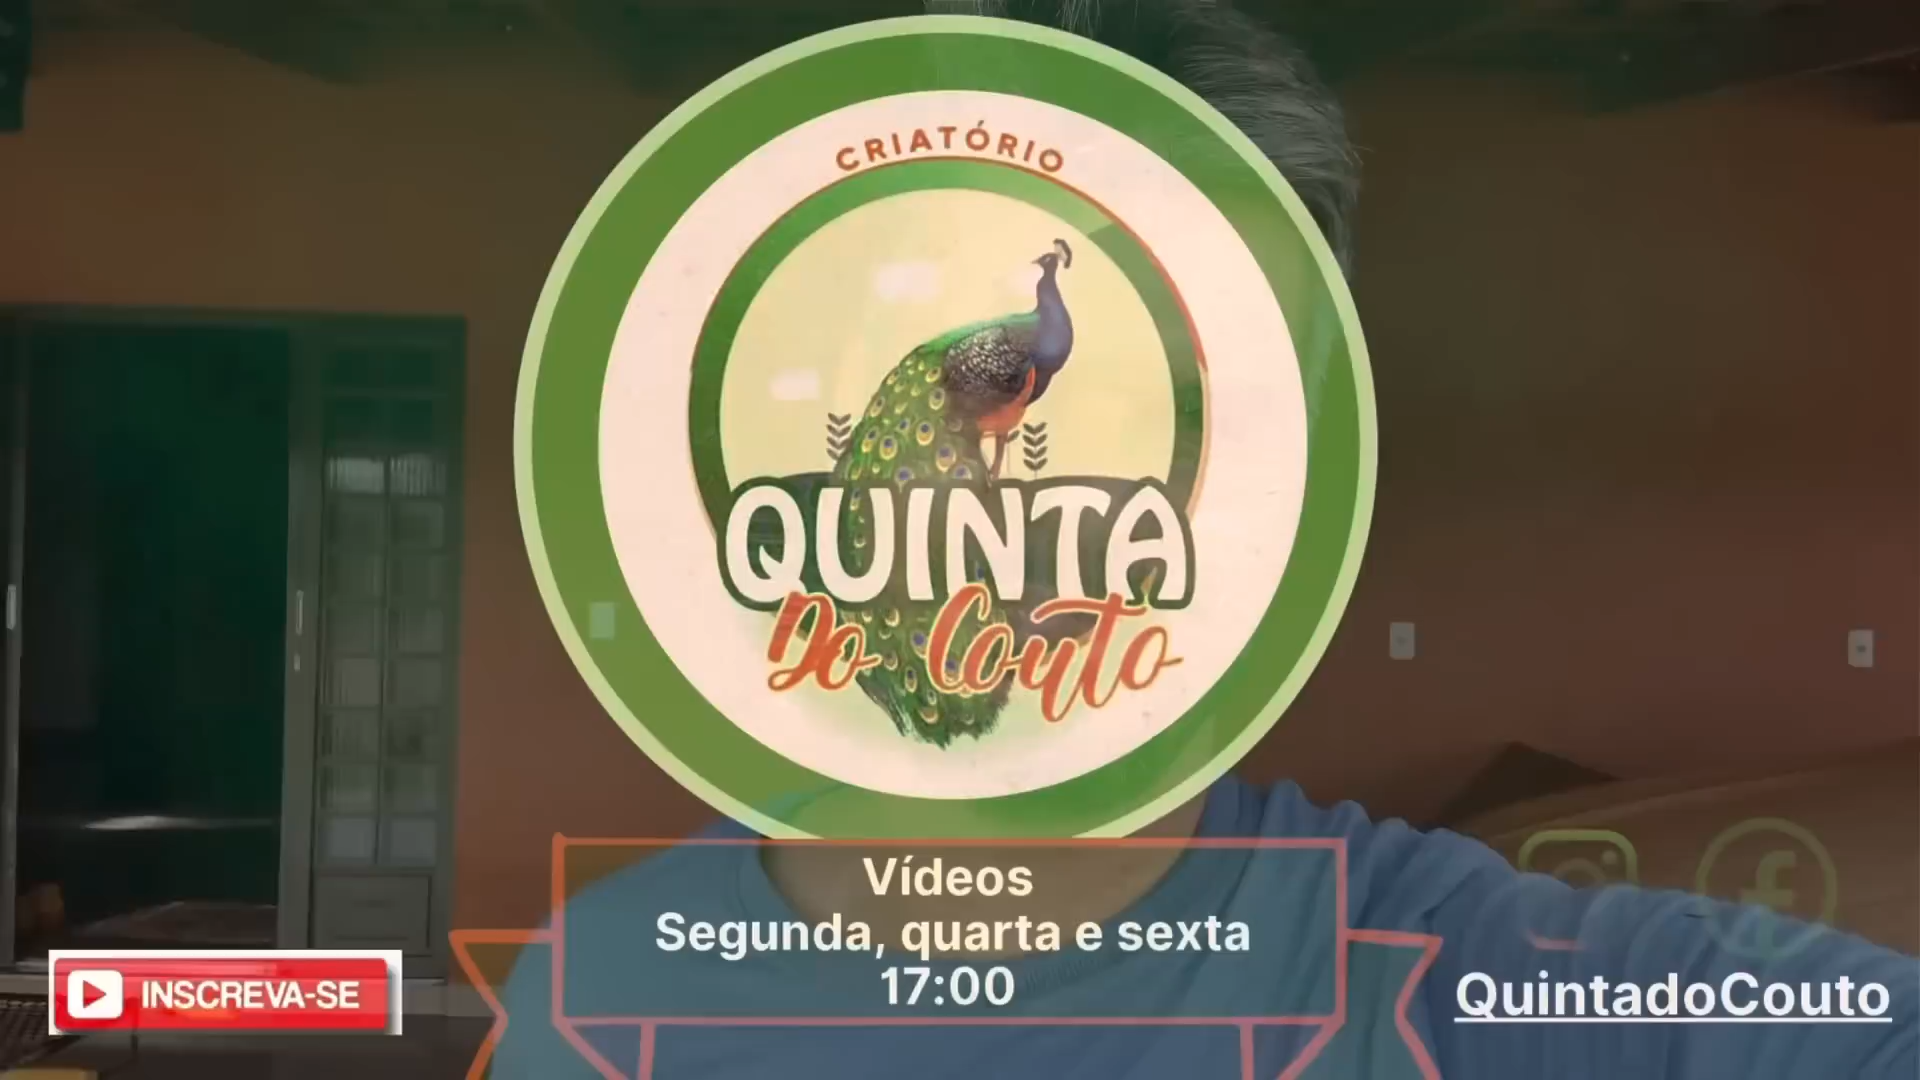 CRIATÓRIO
QUINTA
Do Couto
Vídeos
Segunda, quarta e sexta
17:00
INSCREVA-SE
QuintadoCouto